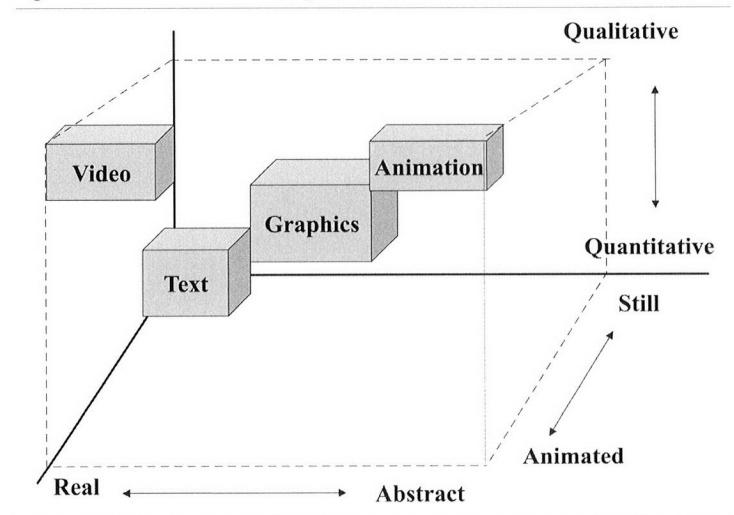 Qualitative
Video
Animation
Graphics
Quantitative
Text
Still
Animated
Real
Abstract